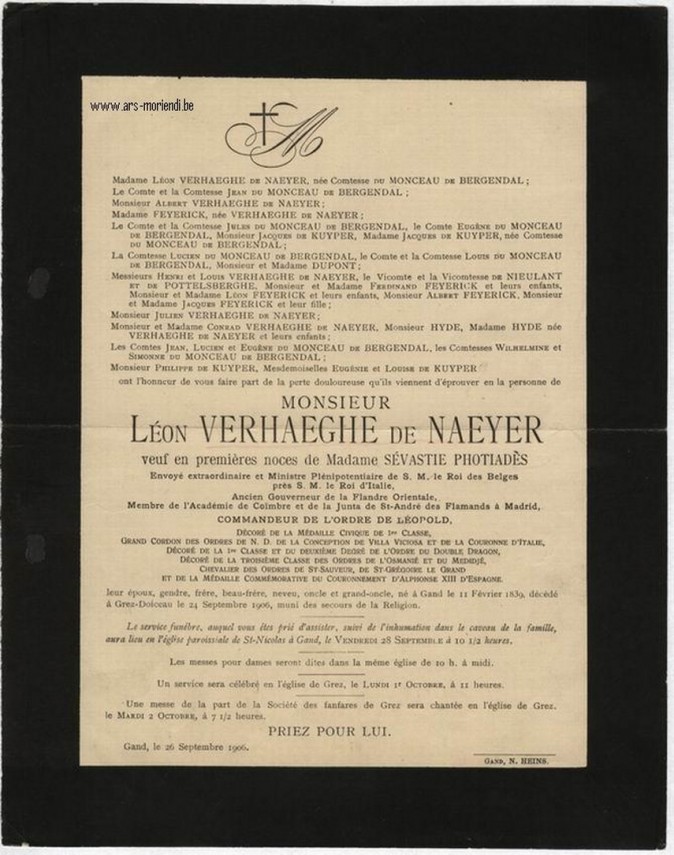 www.ars-moriendi.be
M
Madame Léon VERHAEGHE DE NAEYER, née Comtesse DU MONCEAU DE BERGENDAL ;
Le Comte et la Comtesse Jean DU MONCEAU DE BERGENDAL ;
Monsieur Albert VERHAEGHE DE NAEYER ;
Madame FEYERICK, née VERHAEGHE DE NAEYER ;
Le Comte et la Comtesse Jules DU MONCEAU DE BERGENDAL, le Comte Eugène DU MONCEAU
DE BERGENDAL, Monsieur Jacques DE KUYPER, Madame Jacques DE KUYPER, née Comtesse
DU MONCEAU DE BERGENDAL ;
La Comtesse Lucien DU MONCEAU DE BERGENDAL, le Comte et la Comtesse Louis DU MONCEAU
DE BERGENDAL, Monsieur et Madame DUPONT ;
Messieurs Henri et Louis VERHAEGHE DE NAEYER, le Vicomte et la Vicomtesse DE NIEULANT
ET DE POTTELSBERGHE, Monsieur et Madame Ferdinand FEYERICK et leurs enfants,
Monsieur et Madame Léon FEYERICK et leurs enfants, Monsieur Albert FEYERICK, Monsieur
et Madame Jacques FEYERICK et leur fille ;
Monsieur Julien VERHAEGHE DE NAEYER ;
Monsieur et Madame Conrad VERHAEGHE DE NAEYER, Monsieur HYDE, Madame HYDE née
VERHAEGHE DE NAEYER et leurs enfants ;
Les Comtes Jean, Lucien et Eugène DU MONCEAU DE BERGENDAL, les Comtesses Wilhelmine et
Simonne DU MONCEAU DE BERGENDAL ;
Monsieur Philippe DE KUYPER, Mesdemoiselles Eugénie et Louise DE KUYPER
ont l'honneur de vous faire part de la perte douloureuse qu'ils viennent d'éprouver en la personne de
MONSIEUR
Léon VERHAEGHE DE NAEYER
veuf en premières noces de Madame SÉVASTIE PHOTIADÈS
Envoyé extraordinaire et Ministre Plénipotentiaire de S. M. le Roi des Belges
près S. M. le Roi d'Italie,
Ancien Gouverneur de la Flandre Orientale,
Membre de l'Académie de Coimbre et de la Junta de St-André des Flamands à Madrid,
COMMANDEUR DE L'ORDRE DE LÉOPOLD,
Décoré de la Médaille Civique de 1re Classe,
Grand Cordon des Ordres de N. D. de la Conception de Villa Viciosa et de la Couronne d'Italie,
Décoré de la 1re Classe et du deuxième Degré de l'Ordre du Double Dragon,
Décoré de la troisième Classe des Ordres de l'Osmanié et du Medidjé,
Chevalier des Ordres de St-Sauveur, de St-Grégoire le Grand
et de la Médaille Commémorative du Couronnement d'Alphonse XIII d'Espagne.
leur époux, gendre, frère, beau-frère, neveu, oncle et grand-oncle, né à Gand le 11 Février 1839, décédé
à Grez-Doiceau le 24 Septembre 1906, muni des secours de la Religion.
Le service funèbre, auquel vous êtes prié d'assister, suivi de l'inhumation dans le caveau de la famille,
aura lieu en l'église paroissiale de St-Nicolas à Gand, le Vendredi 28 Septembre à 10 1/2 heures.
Les messes pour dames seront dites dans la même église de 10 h. à midi.
Un service sera célébré en l'église de Grez, le Lundi 1r Octobre, à 11 heures.
Une messe de la part de la Société des fanfares de Grez sera chantée en l'église de Grez,
le Mardi 2 Octobre, à 7 1/2 heures.
PRIEZ POUR LUI.
Gand, le 26 Septembre 1906.
Gand, N. Heins.